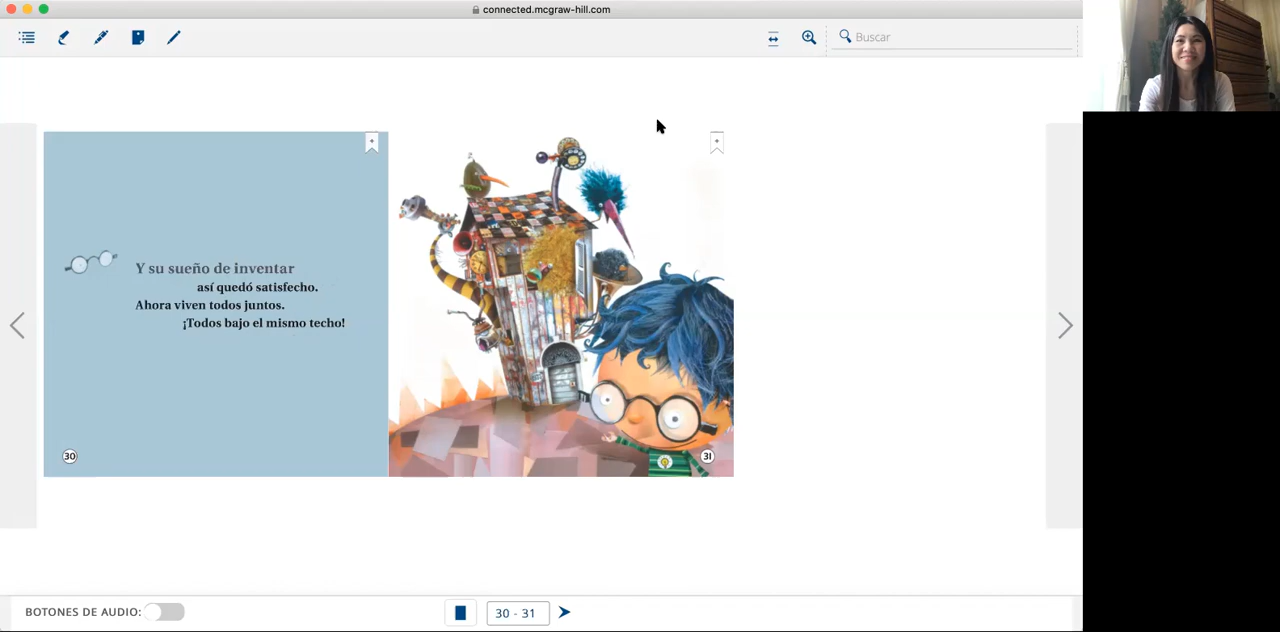 connected.mcgraw-hill.com
Buscar
Y su sueño de inventar
así quedó satisfecho.
Ahora viven todos juntos.
¡Todos bajo el mismo techo!
30
31
BOTONES DE AUDIO:
30 - 31